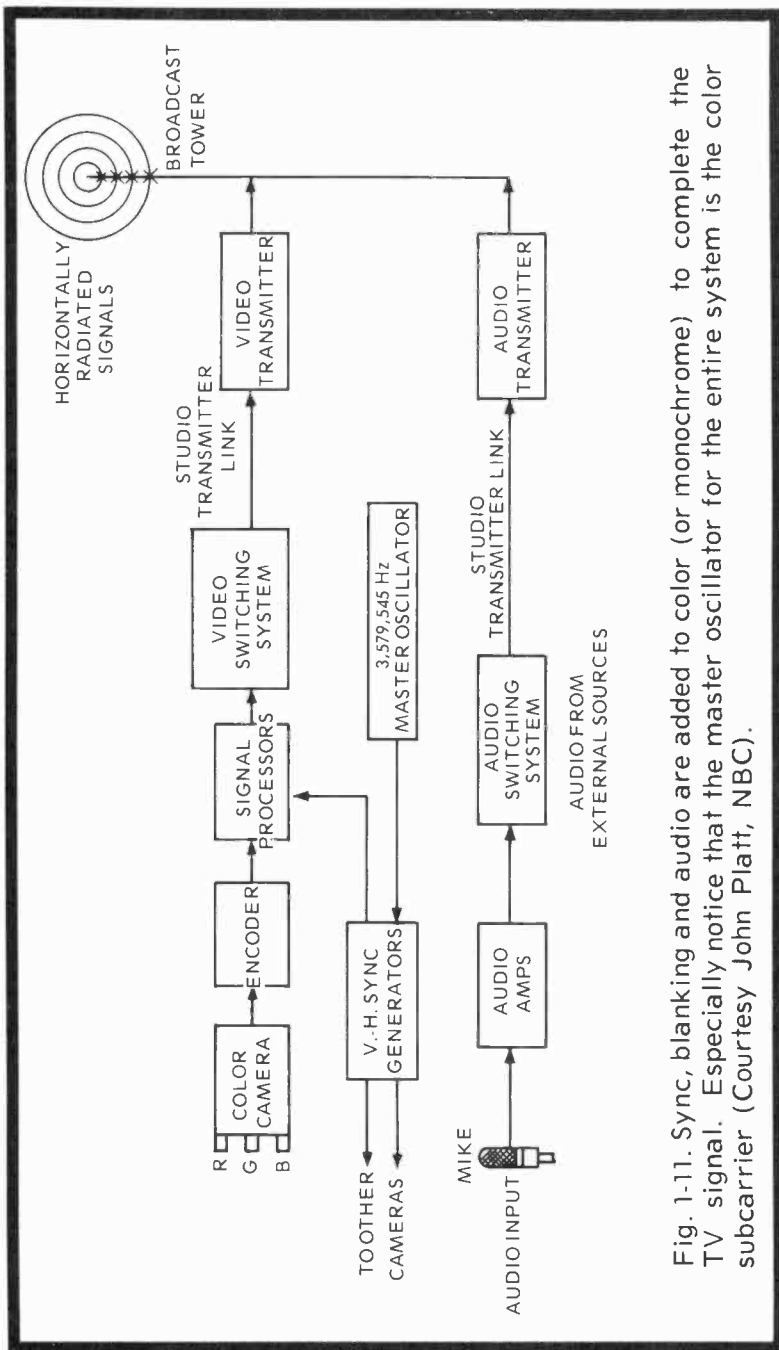 HORIZONTALLY
RADIATED
SIGNALS
BROADCAST
TOWER
R
G
B
COLOR
CAMERA
ENCODER
SIGNAL
PROCESSORS
VIDEO
SWITCHING
SYSTEM
STUDIO
TRANSMITTER
LINK
VIDEO
TRANSMITTER
TO OTHER
CAMERAS
V.-H. SYNC
GENERATORS
3,579,545 Hz
MASTER OSCILLATOR
MIKE
AUDIO INPUT
AUDIO
AMPS
AUDIO
SWITCHING
SYSTEM
AUDIO FROM
EXTERNAL SOURCES
STUDIO
TRANSMITTER LINK
AUDIO
TRANSMITTER
Fig. 1-11. Sync, blanking and audio are added to color (or monochrome) to complete the
TV signal. Especially notice that the master oscillator for the entire system is the color
subcarrier (Courtesy John Platt, NBC).